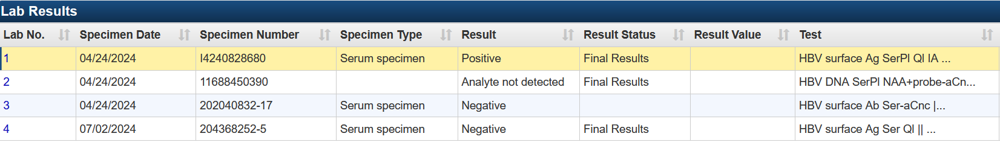 Lab Results
Lab No. Specimen Date Specimen Number Specimen Type Result Result Status Result Value Test
1 04/24/2024 I4240828680 Serum specimen Positive Final Results HBV surface Ag SerPl Ql IA ...
2 04/24/2024 11688450390 Analyte not detected Final Results HBV DNA SerPl NAA+probe-aCn...
3 04/24/2024 202040832-17 Serum specimen Negative HBV surface Ab Ser-aCnc |...
4 07/02/2024 204368252-5 Serum specimen Negative Final Results HBV surface Ag Ser Ql || ...